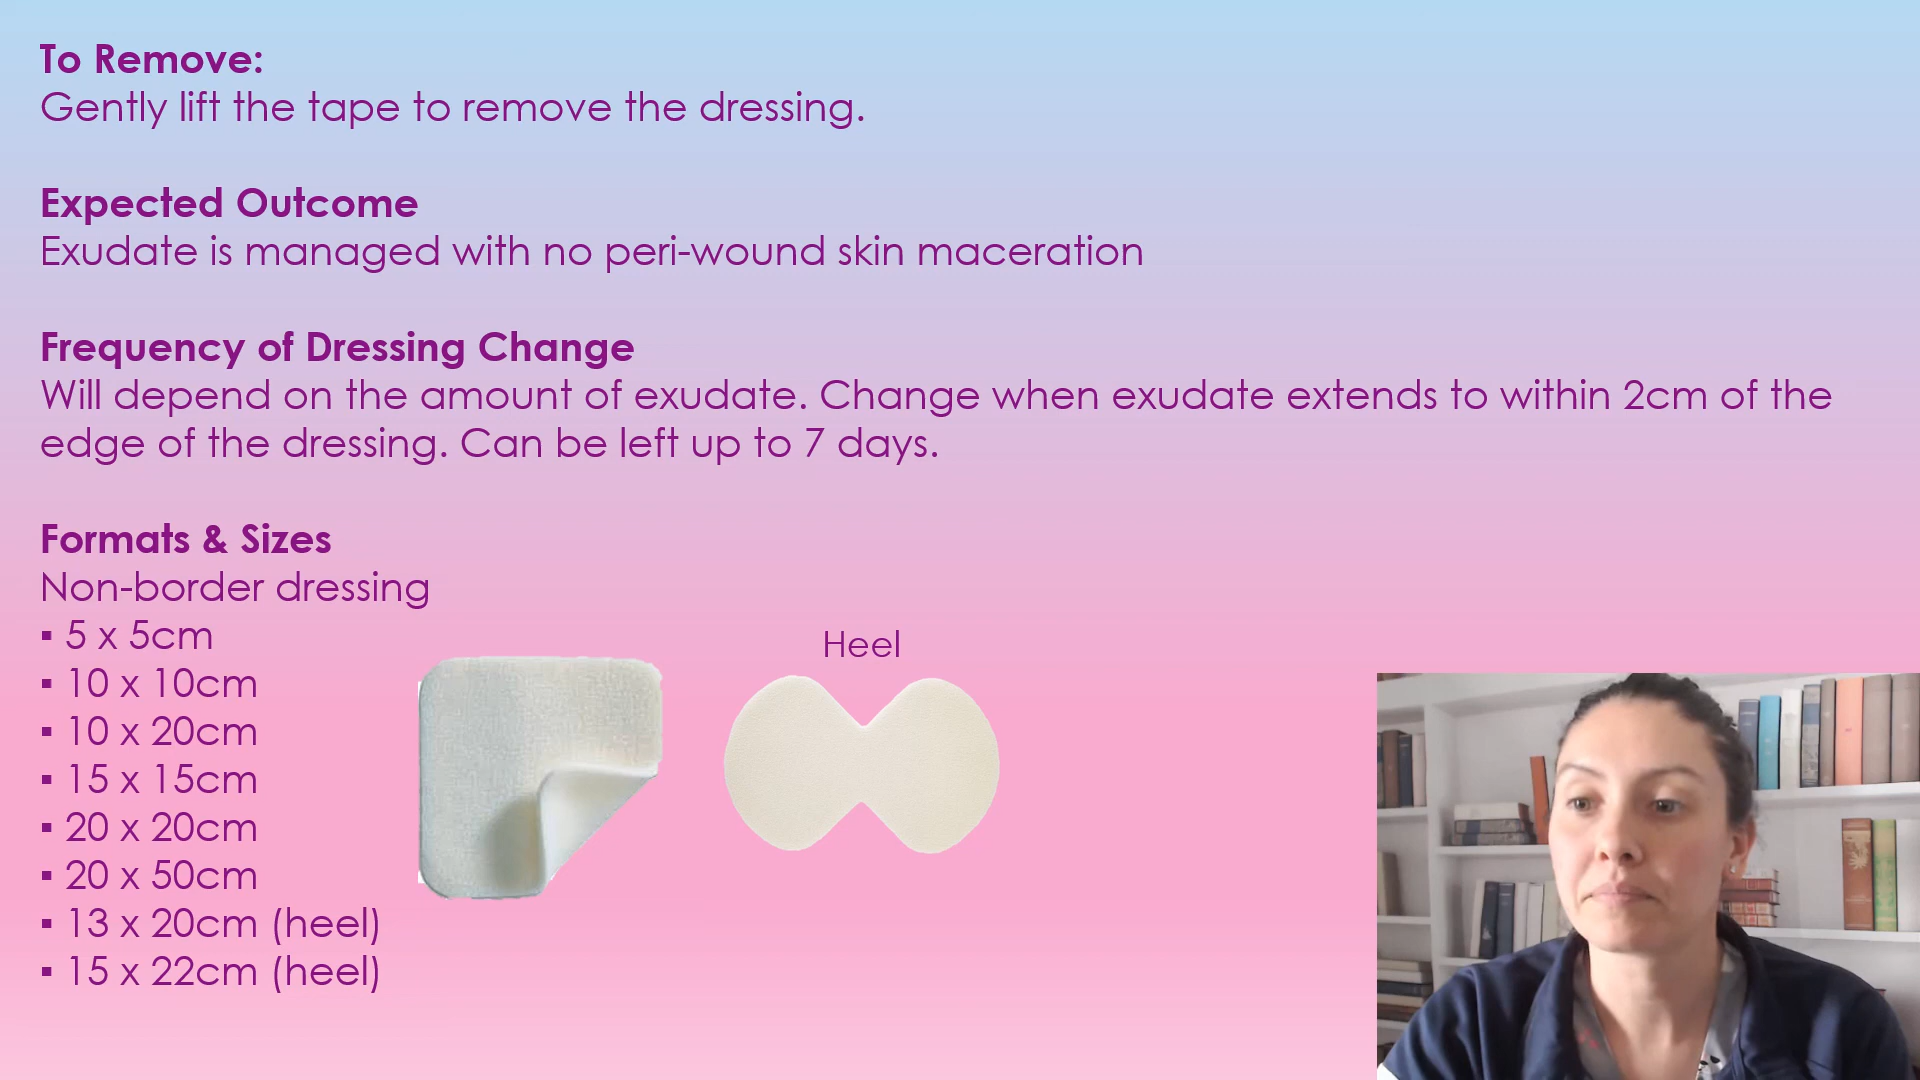 To Remove:
Gently lift the tape to remove the dressing.
Expected Outcome
Exudate is managed with no peri-wound skin maceration
Frequency of Dressing Change
Will depend on the amount of exudate. Change when exudate extends to within 2cm of the
edge of the dressing. Can be left up to 7 days.
Formats & Sizes
Non-border dressing
▪ 5 x 5cm
▪ 10 x 10cm
▪ 10 x 20cm
▪ 15 x 15cm
▪ 20 x 20cm
▪ 20 x 50cm
▪ 13 x 20cm (heel)
▪ 15 x 22cm (heel)
Heel